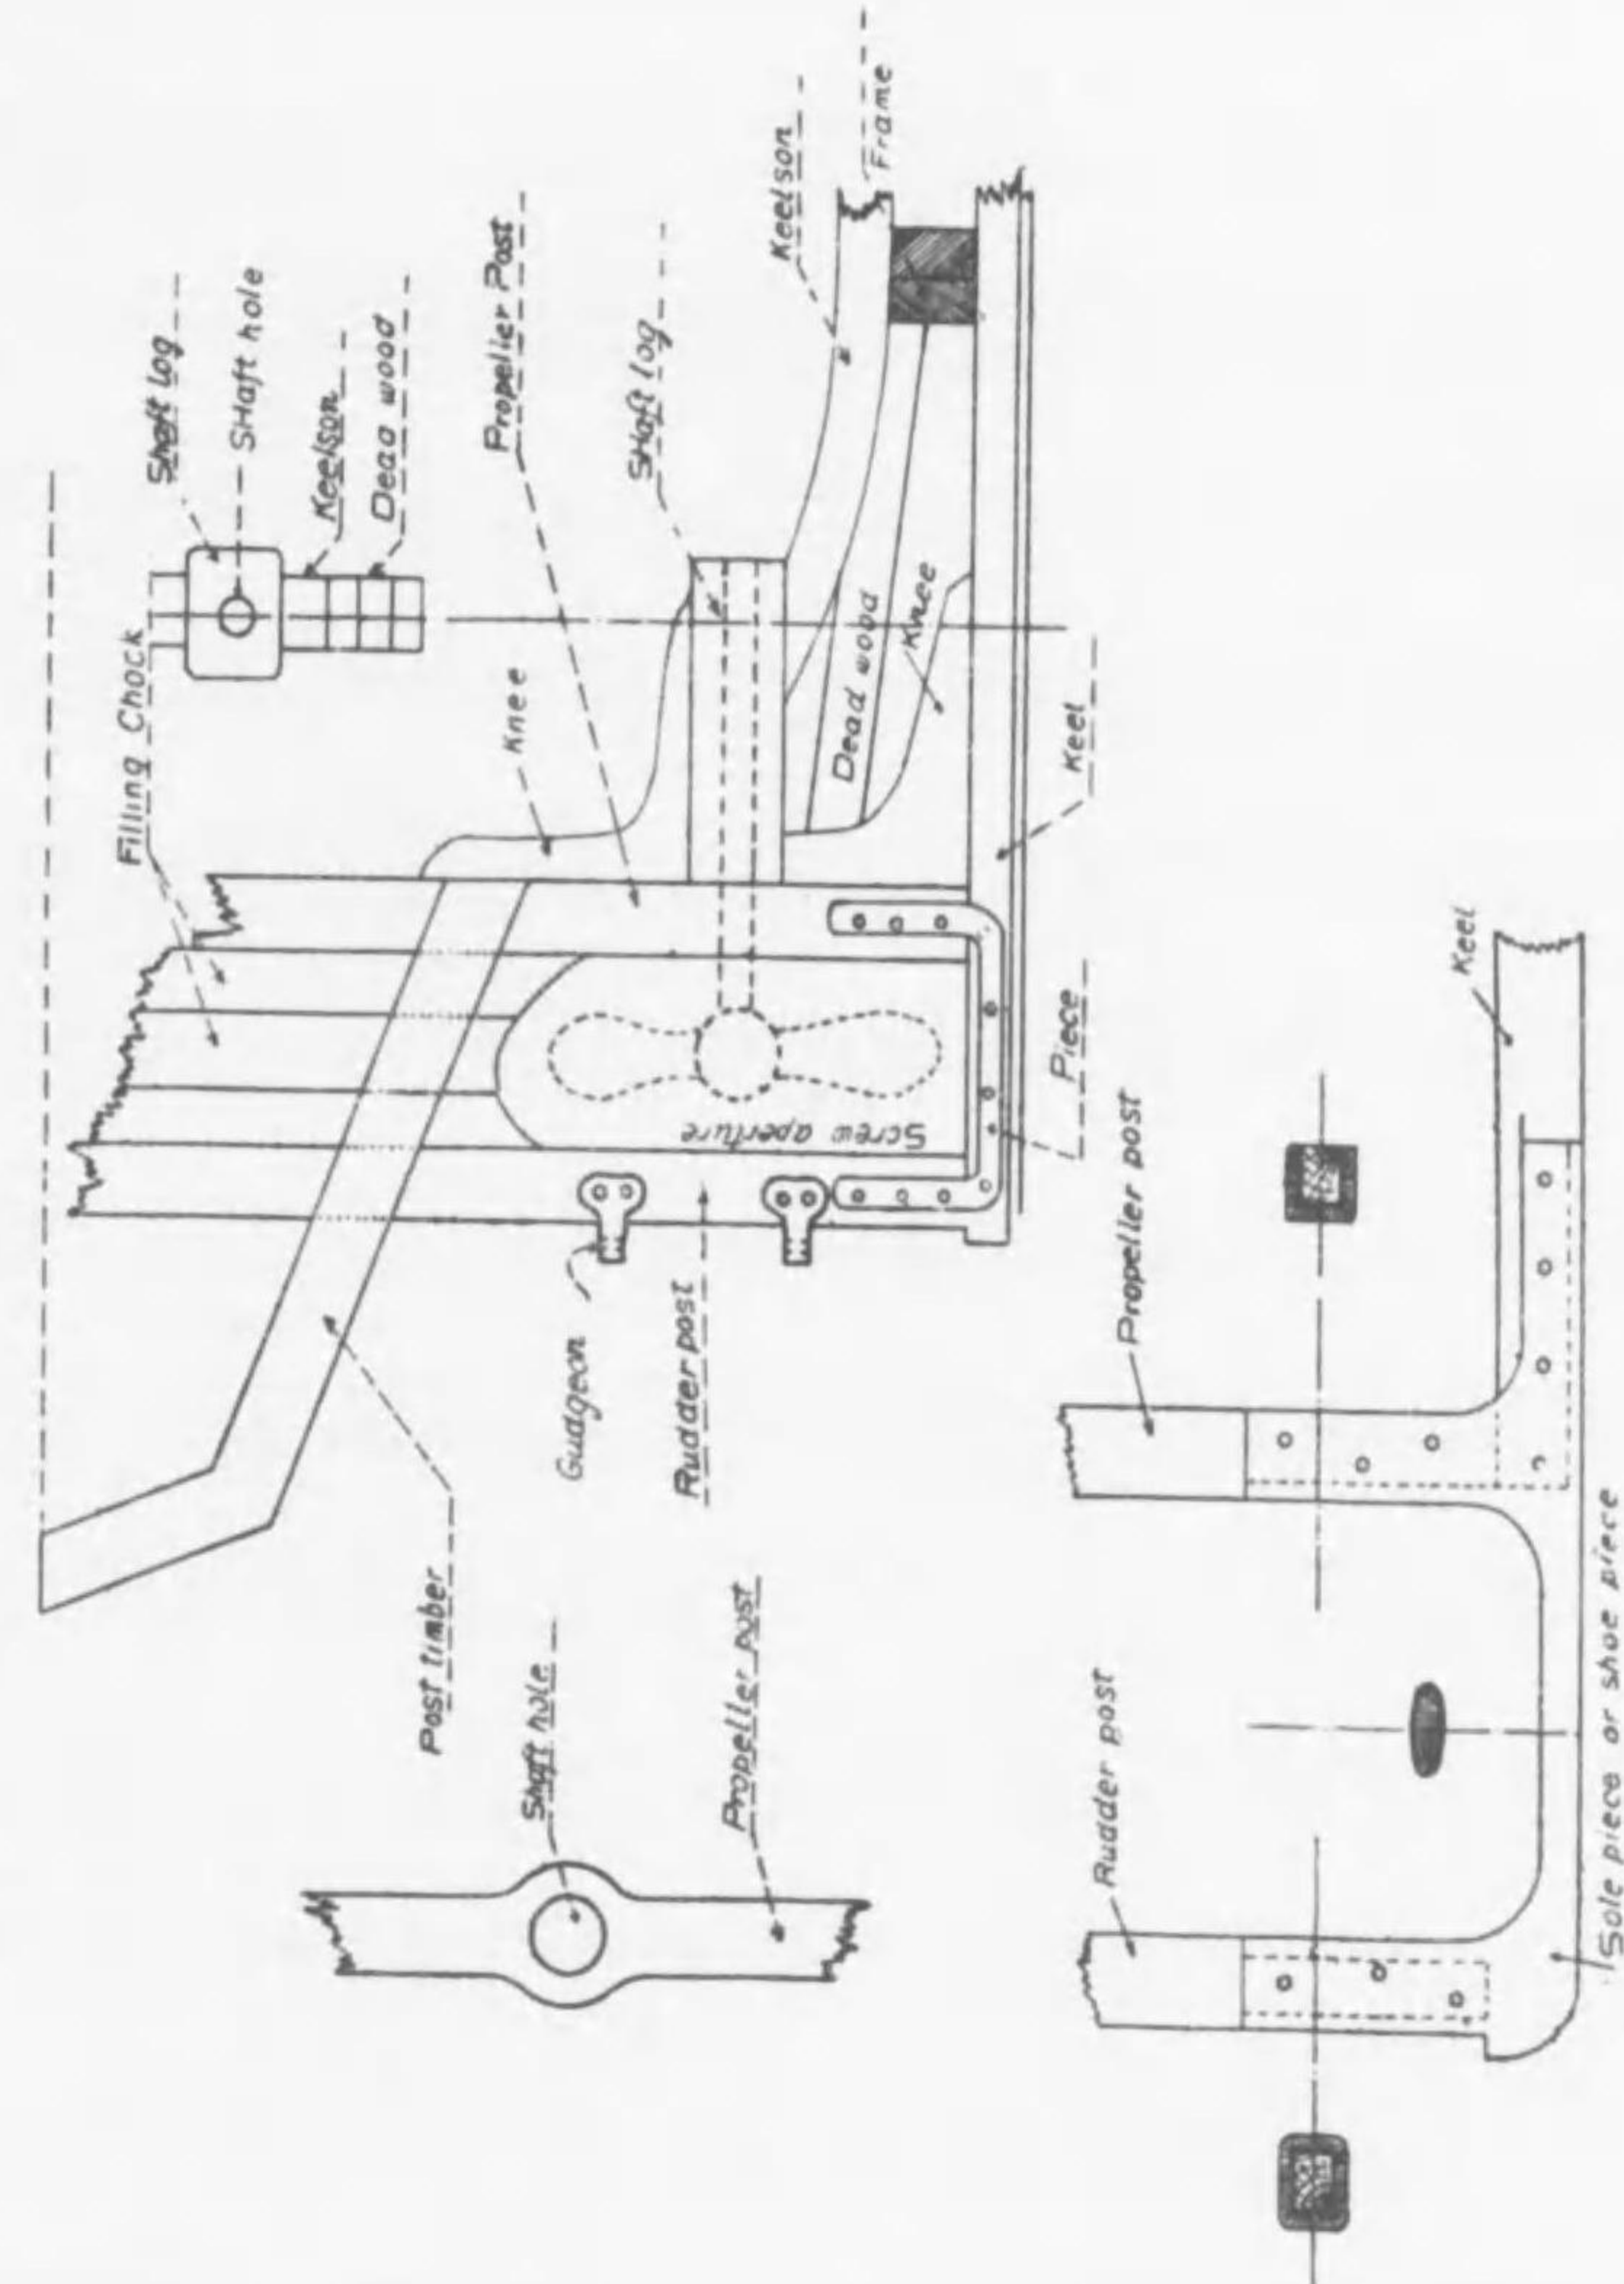 Filling Chock
Shaft log
SHaft hole
Keelson
Dead wood
Knee
Propeller Post
SHaft log
Keelson
Frame
Dead wood
Knee
Keel
Piece
Screw aperture
Gudgeon
Rudder post
Post timber
Shaft hole
Propeller post
Rudder post
Propeller post
Keel
Sole piece or shoe piece